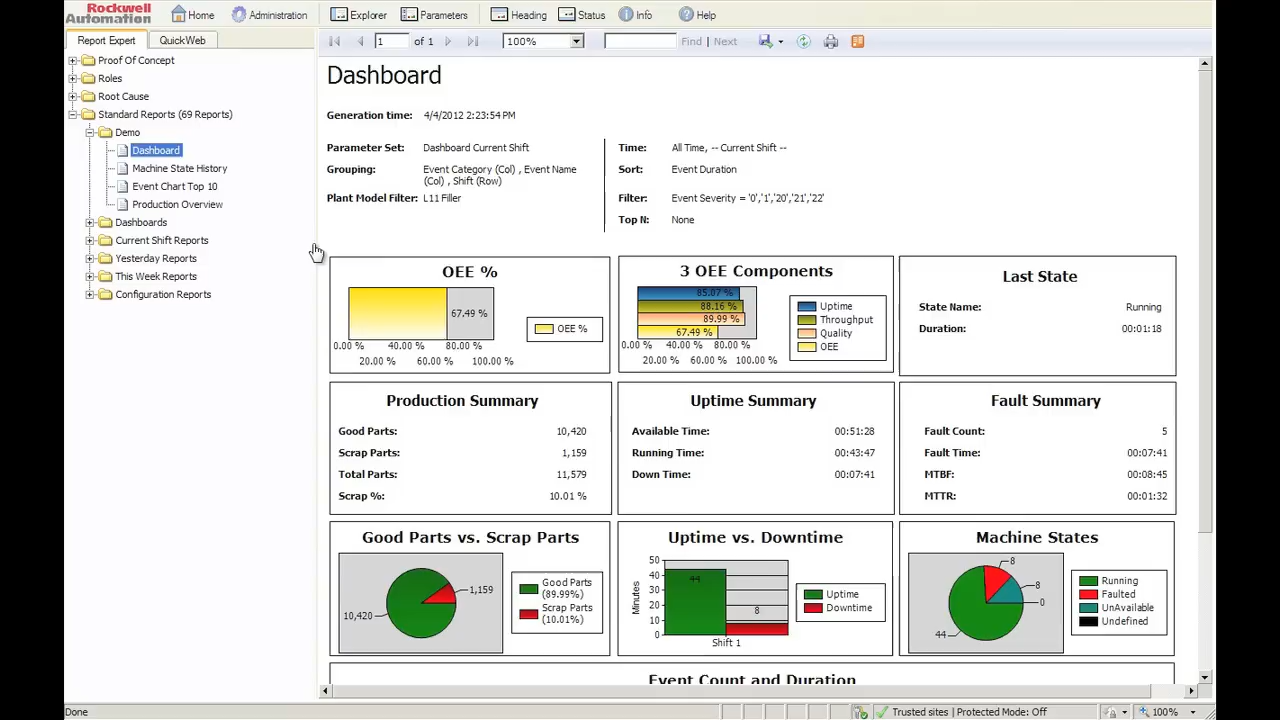 Rockwell Automation
Home Administration Explorer Parameters Heading Status Info Help
Report Expert QuickWeb
1 of 1 100% Find | Next
Proof Of Concept
Roles
Root Cause
Standard Reports (69 Reports)
Demo
Dashboard
Machine State History
Event Chart Top 10
Production Overview
Dashboards
Current Shift Reports
Yesterday Reports
This Week Reports
Configuration Reports
Dashboard
Generation time: 4/4/2012 2:23:54 PM
Parameter Set: Dashboard Current Shift
Grouping: Event Category (Col) , Event Name
(Col) , Shift (Row)
Plant Model Filter: L11 Filler
Time: All Time, -- Current Shift --
Sort: Event Duration
Filter: Event Severity = '0','1','20','21','22'
Top N: None
OEE %
67.49 %
0.00 % 40.00 % 80.00 %
20.00 % 60.00 % 100.00 %
OEE %
3 OEE Components
85.07 %
88.16 %
89.99 %
67.49 %
0.00 % 40.00 % 80.00 %
20.00 % 60.00 % 100.00 %
Uptime
Throughput
Quality
OEE
Last State
State Name: Running
Duration: 00:01:18
Production Summary
Good Parts: 10,420
Scrap Parts: 1,159
Total Parts: 11,579
Scrap %: 10.01 %
Uptime Summary
Available Time: 00:51:28
Running Time: 00:43:47
Down Time: 00:07:41
Fault Summary
Fault Count: 5
Fault Time: 00:07:41
MTBF: 00:08:45
MTTR: 00:01:32
Good Parts vs. Scrap Parts
1,159
10,420
Good Parts
(89.99%)
Scrap Parts
(10.01%)
Uptime vs. Downtime
Minutes
50
40
30
20
10
0
44
8
Shift 1
Uptime
Downtime
Machine States
8
8
0
44
Running
Faulted
UnAvailable
Undefined
Event Count and Duration
Done Trusted sites | Protected Mode: Off 100%